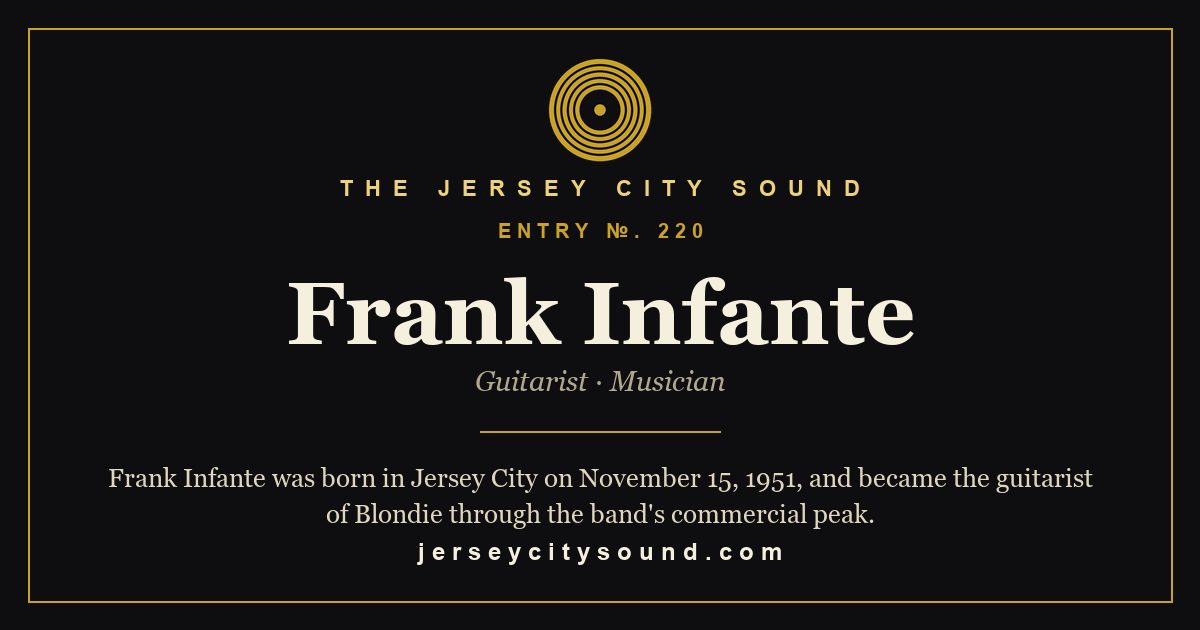 THE JERSEY CITY SOUND
ENTRY №. 220
Frank Infante
Guitarist · Musician
Frank Infante was born in Jersey City on November 15, 1951, and became the guitarist
of Blondie through the band's commercial peak.
jerseycitysound.com